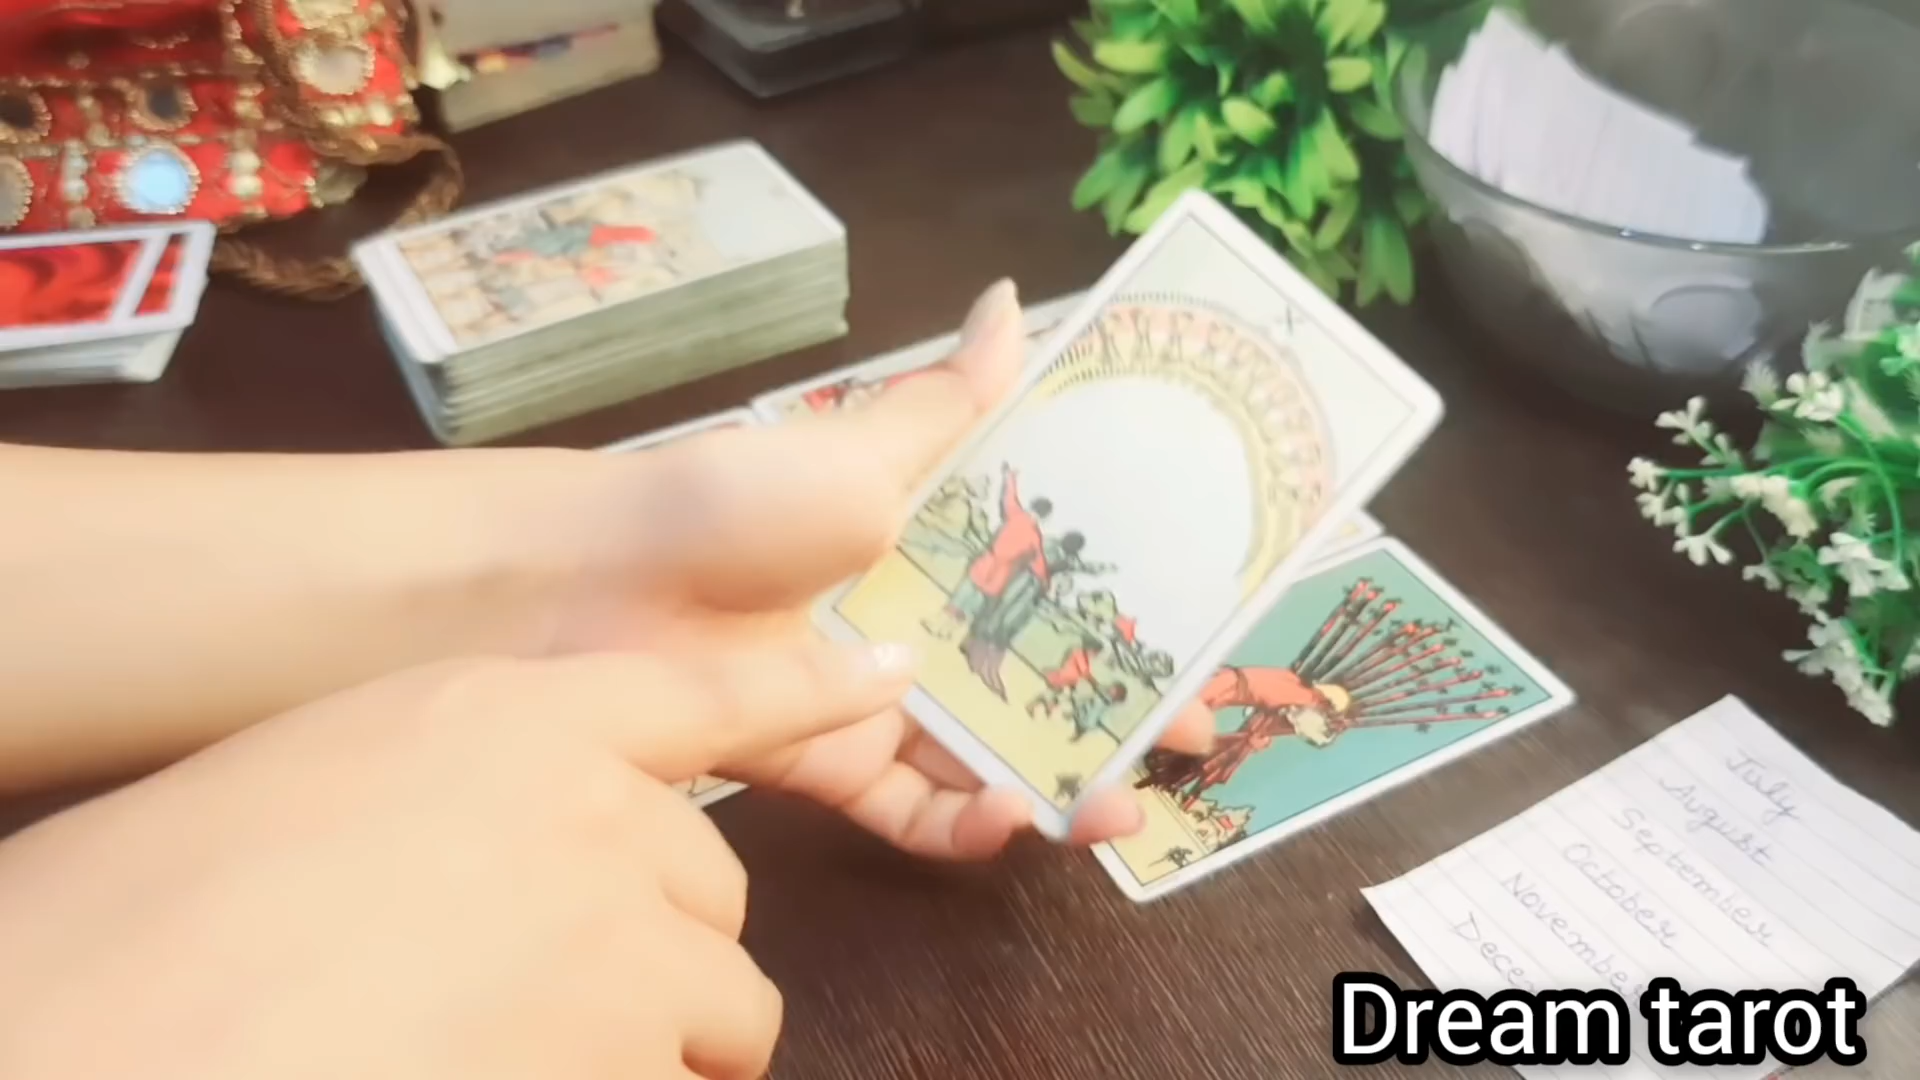 X
July
August
September
October
November
Dream tarot